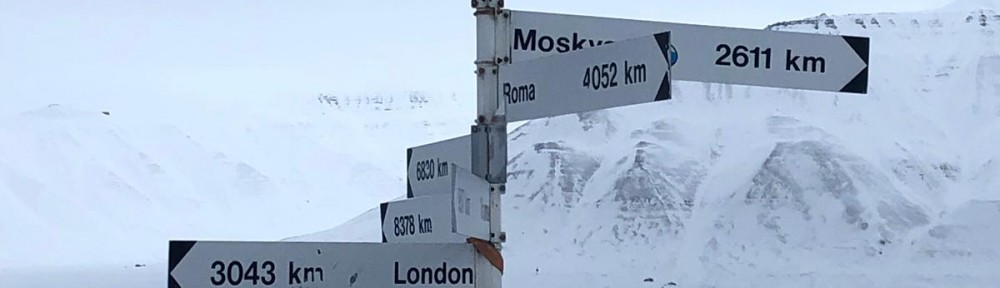 Moskv 2611 km
Roma 4052 km
6830 km
8378 km
3043 km London